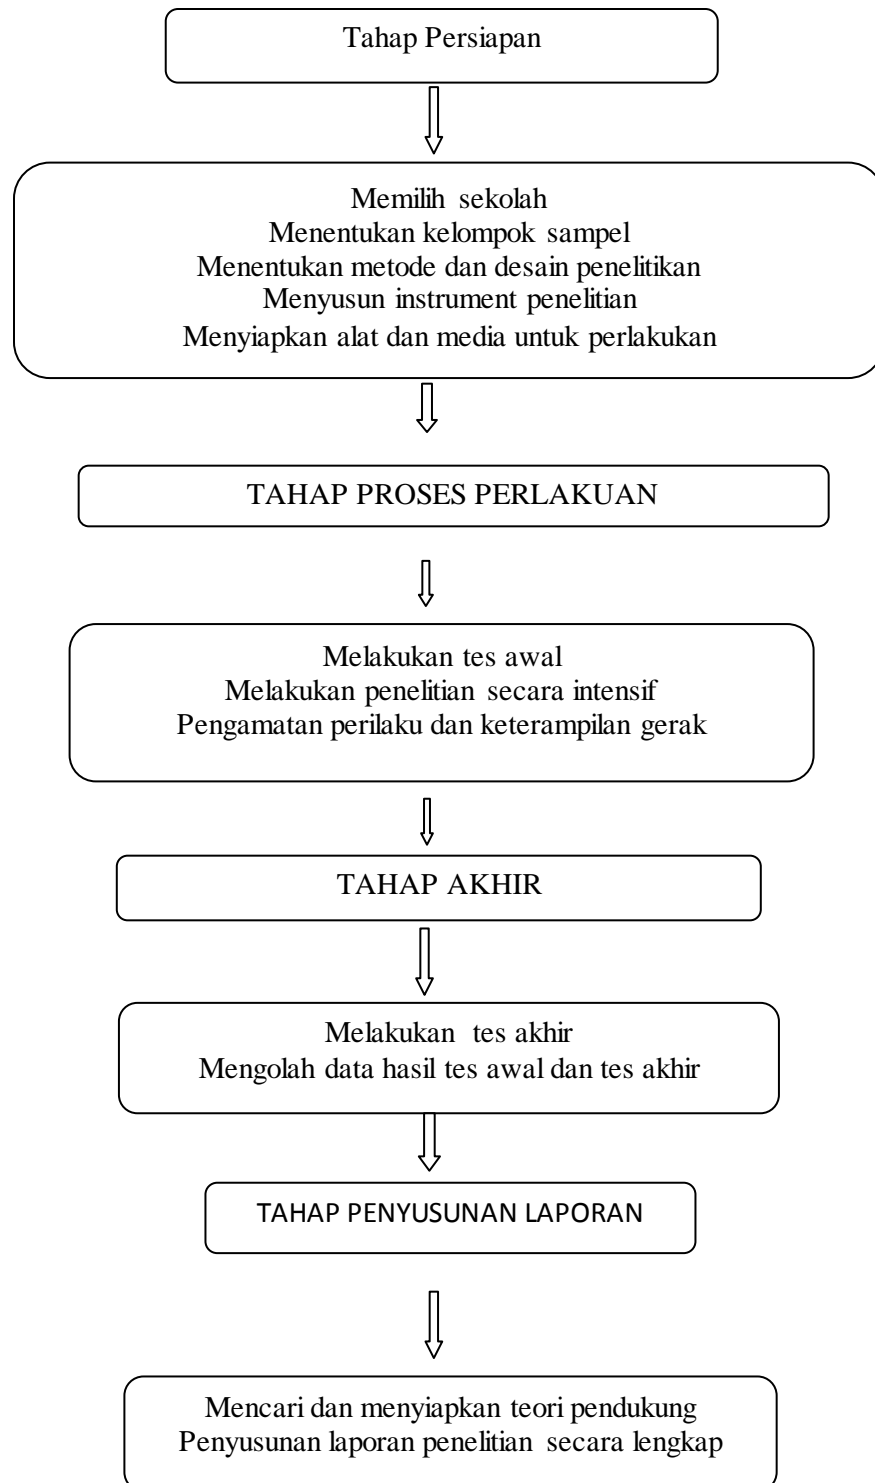 Tahap Persiapan
Memilih sekolah
Menentukan kelompok sampel
Menentukan metode dan desain penelitikan
Menyusun instrument penelitian
Menyiapkan alat dan media untuk perlakukan
TAHAP PROSES PERLAKUAN
Melakukan tes awal
Melakukan penelitian secara intensif
Pengamatan perilaku dan keterampilan gerak
TAHAP AKHIR
Melakukan tes akhir
Mengolah data hasil tes awal dan tes akhir
TAHAP PENYUSUNAN LAPORAN
Mencari dan menyiapkan teori pendukung
Penyusunan laporan penelitian secara lengkap